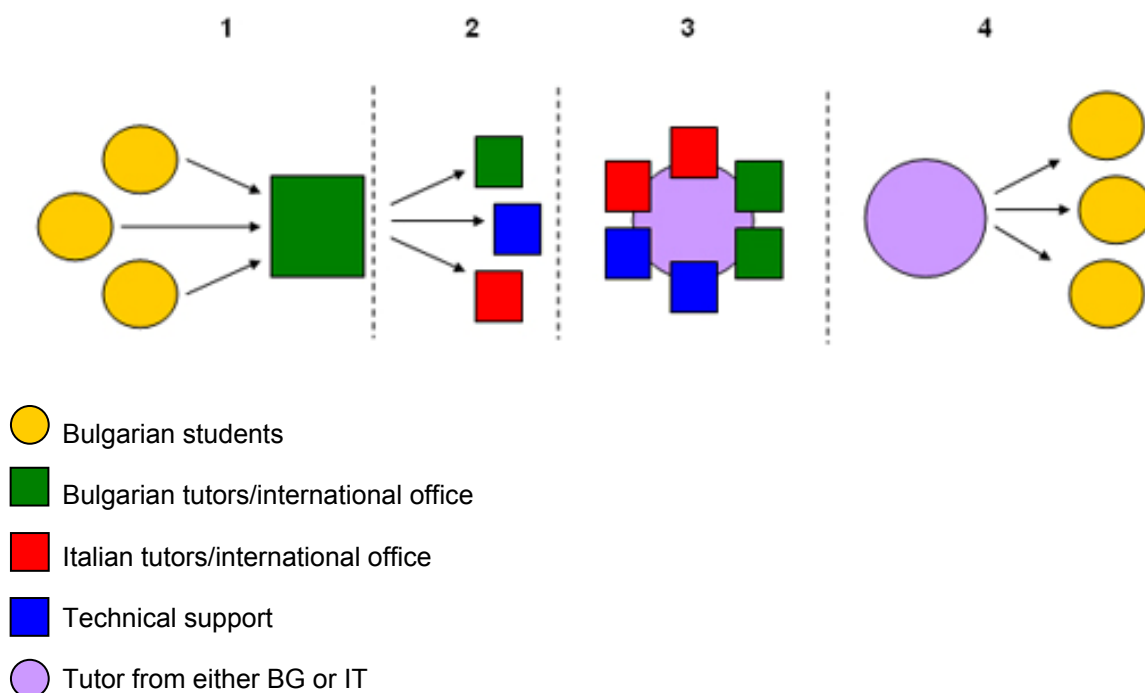 1 2 3 4
Bulgarian students
Bulgarian tutors/international office
Italian tutors/international office
Technical support
Tutor from either BG or IT